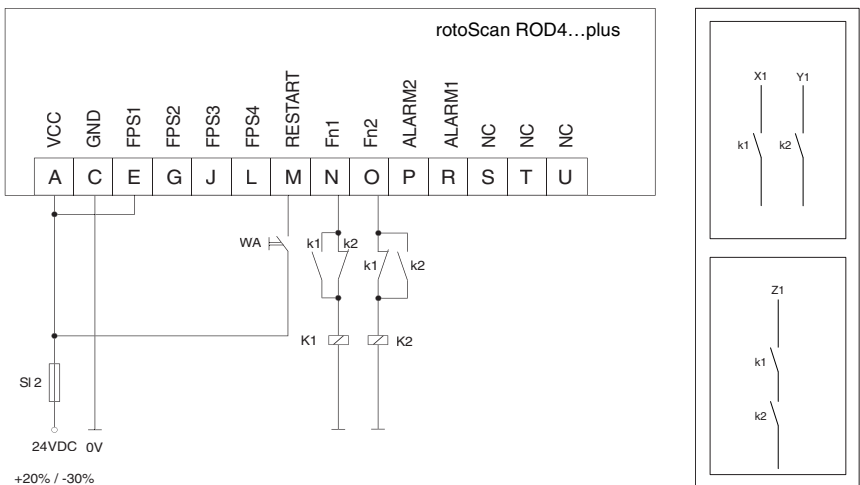 rotoScan ROD4…plus
VCC GND FPS1 FPS2 FPS3 FPS4 RESTART Fn1 Fn2 ALARM2 ALARM1 NC NC NC
A C E G J L M N O P R S T U
WA k1 k2 k1 k2
K1 K2
SI 2
24VDC 0V
+20% / -30%
X1 Y1
k1 k2
Z1
k1
k2